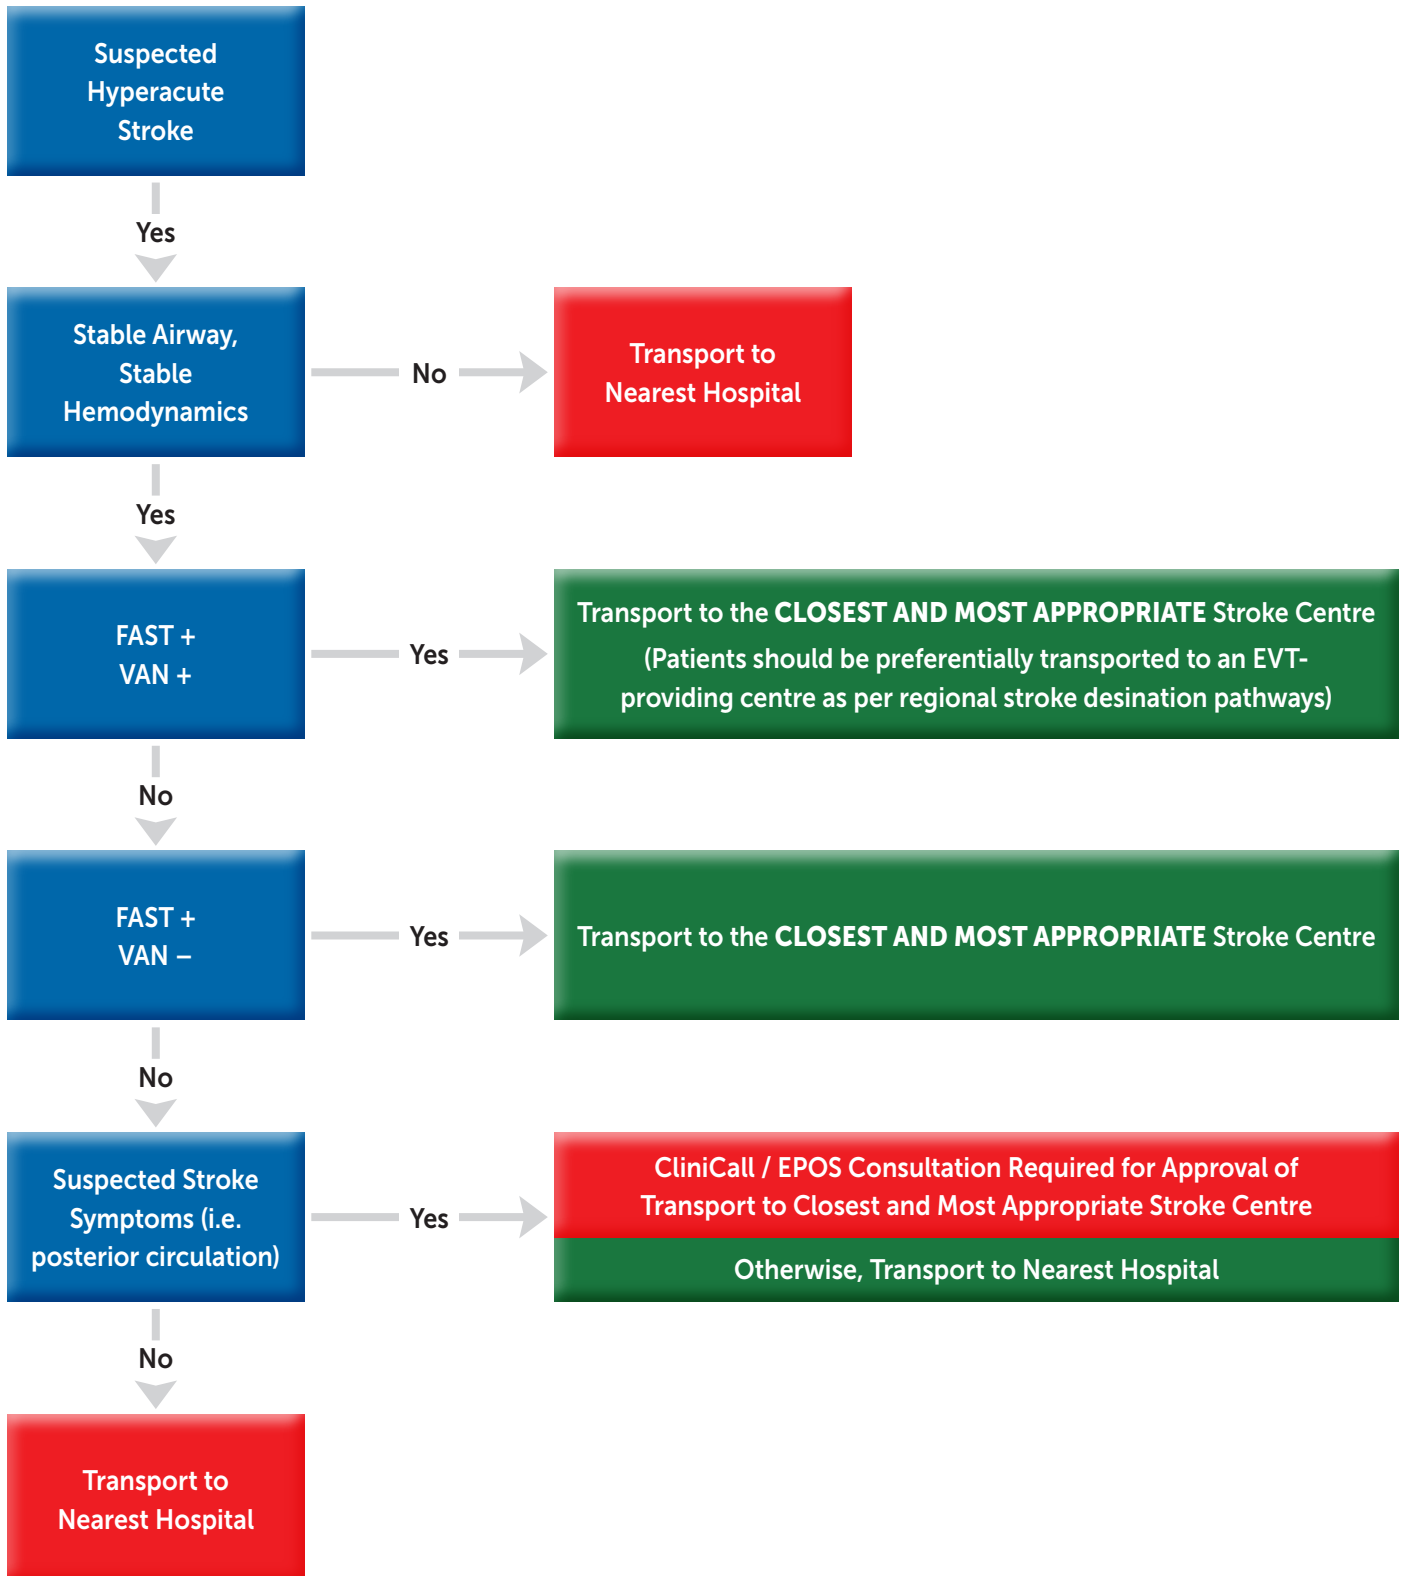 Suspected
Hyperacute
Stroke
Yes
Stable Airway,
Stable
Hemodynamics
No
Transport to
Nearest Hospital
Yes
FAST +
VAN +
Yes
Transport to the CLOSEST AND MOST APPROPRIATE Stroke Centre
(Patients should be preferentially transported to an EVT-
providing centre as per regional stroke desination pathways)
No
FAST +
VAN –
Yes
Transport to the CLOSEST AND MOST APPROPRIATE Stroke Centre
No
Suspected Stroke
Symptoms (i.e.
posterior circulation)
Yes
CliniCall / EPOS Consultation Required for Approval of
Transport to Closest and Most Appropriate Stroke Centre
Otherwise, Transport to Nearest Hospital
No
Transport to
Nearest Hospital